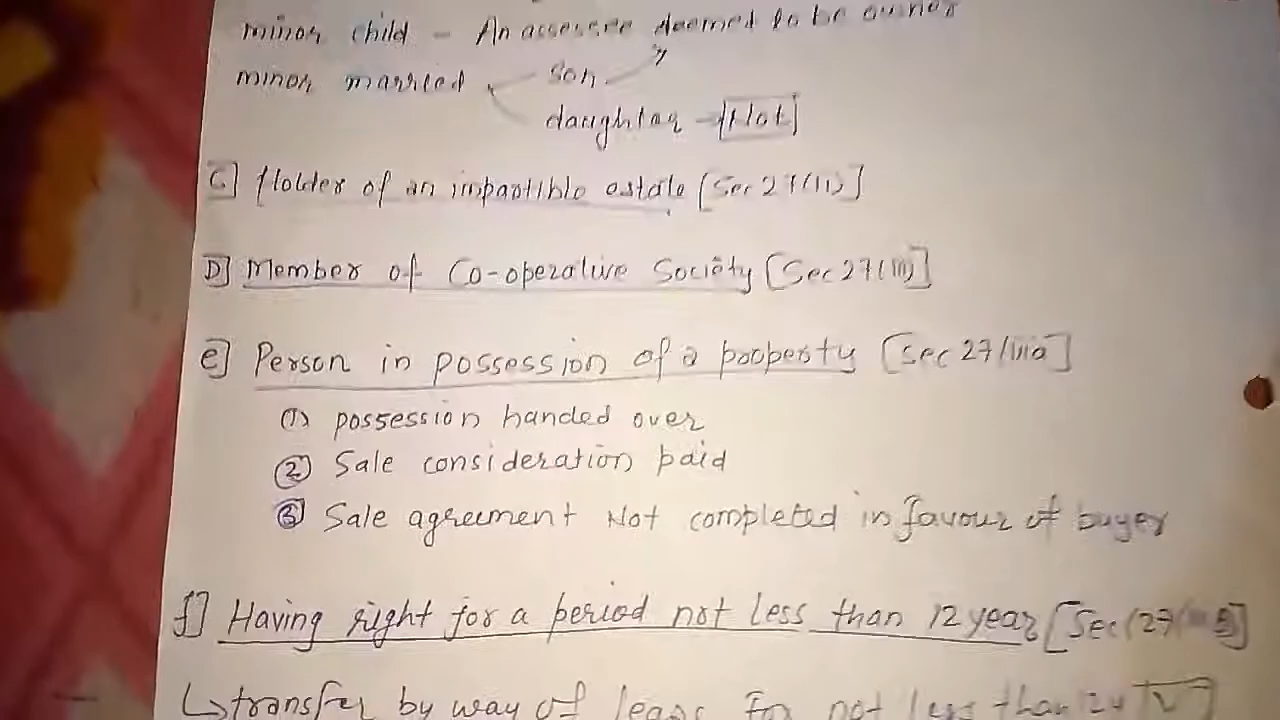 minor child - An assessee deemed to be owner
minor married son
daughter - [Not]
C] Holder of an impartible estate [Sec 27(ii)]
D] Member of Co-operative Society [Sec 27(iii)]
e] Person in possession of a property [Sec 27/iiia]
(1) possession handed over
(2) Sale consideration paid
(3) Sale agreement Not completed in favour of buyer
f] Having right for a period not less than 12 year [Sec (27/
↳ transfer by way of lease for not less than 12